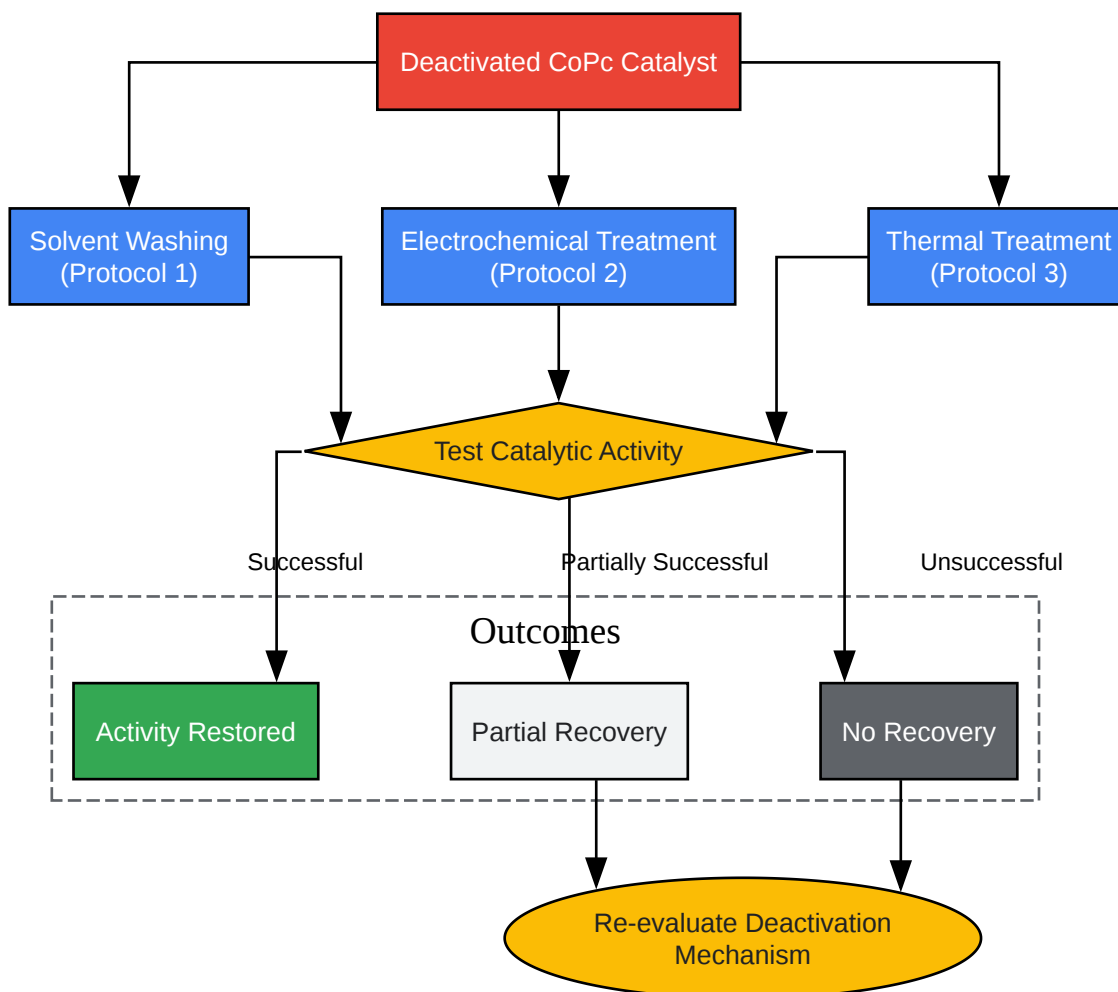 Deactivated CoPc Catalyst
Solvent Washing
(Protocol 1)
Electrochemical Treatment
(Protocol 2)
Thermal Treatment
(Protocol 3)
Test Catalytic Activity
Successful
Partially Successful
Unsuccessful
Outcomes
Activity Restored
Partial Recovery
No Recovery
Re-evaluate Deactivation
Mechanism